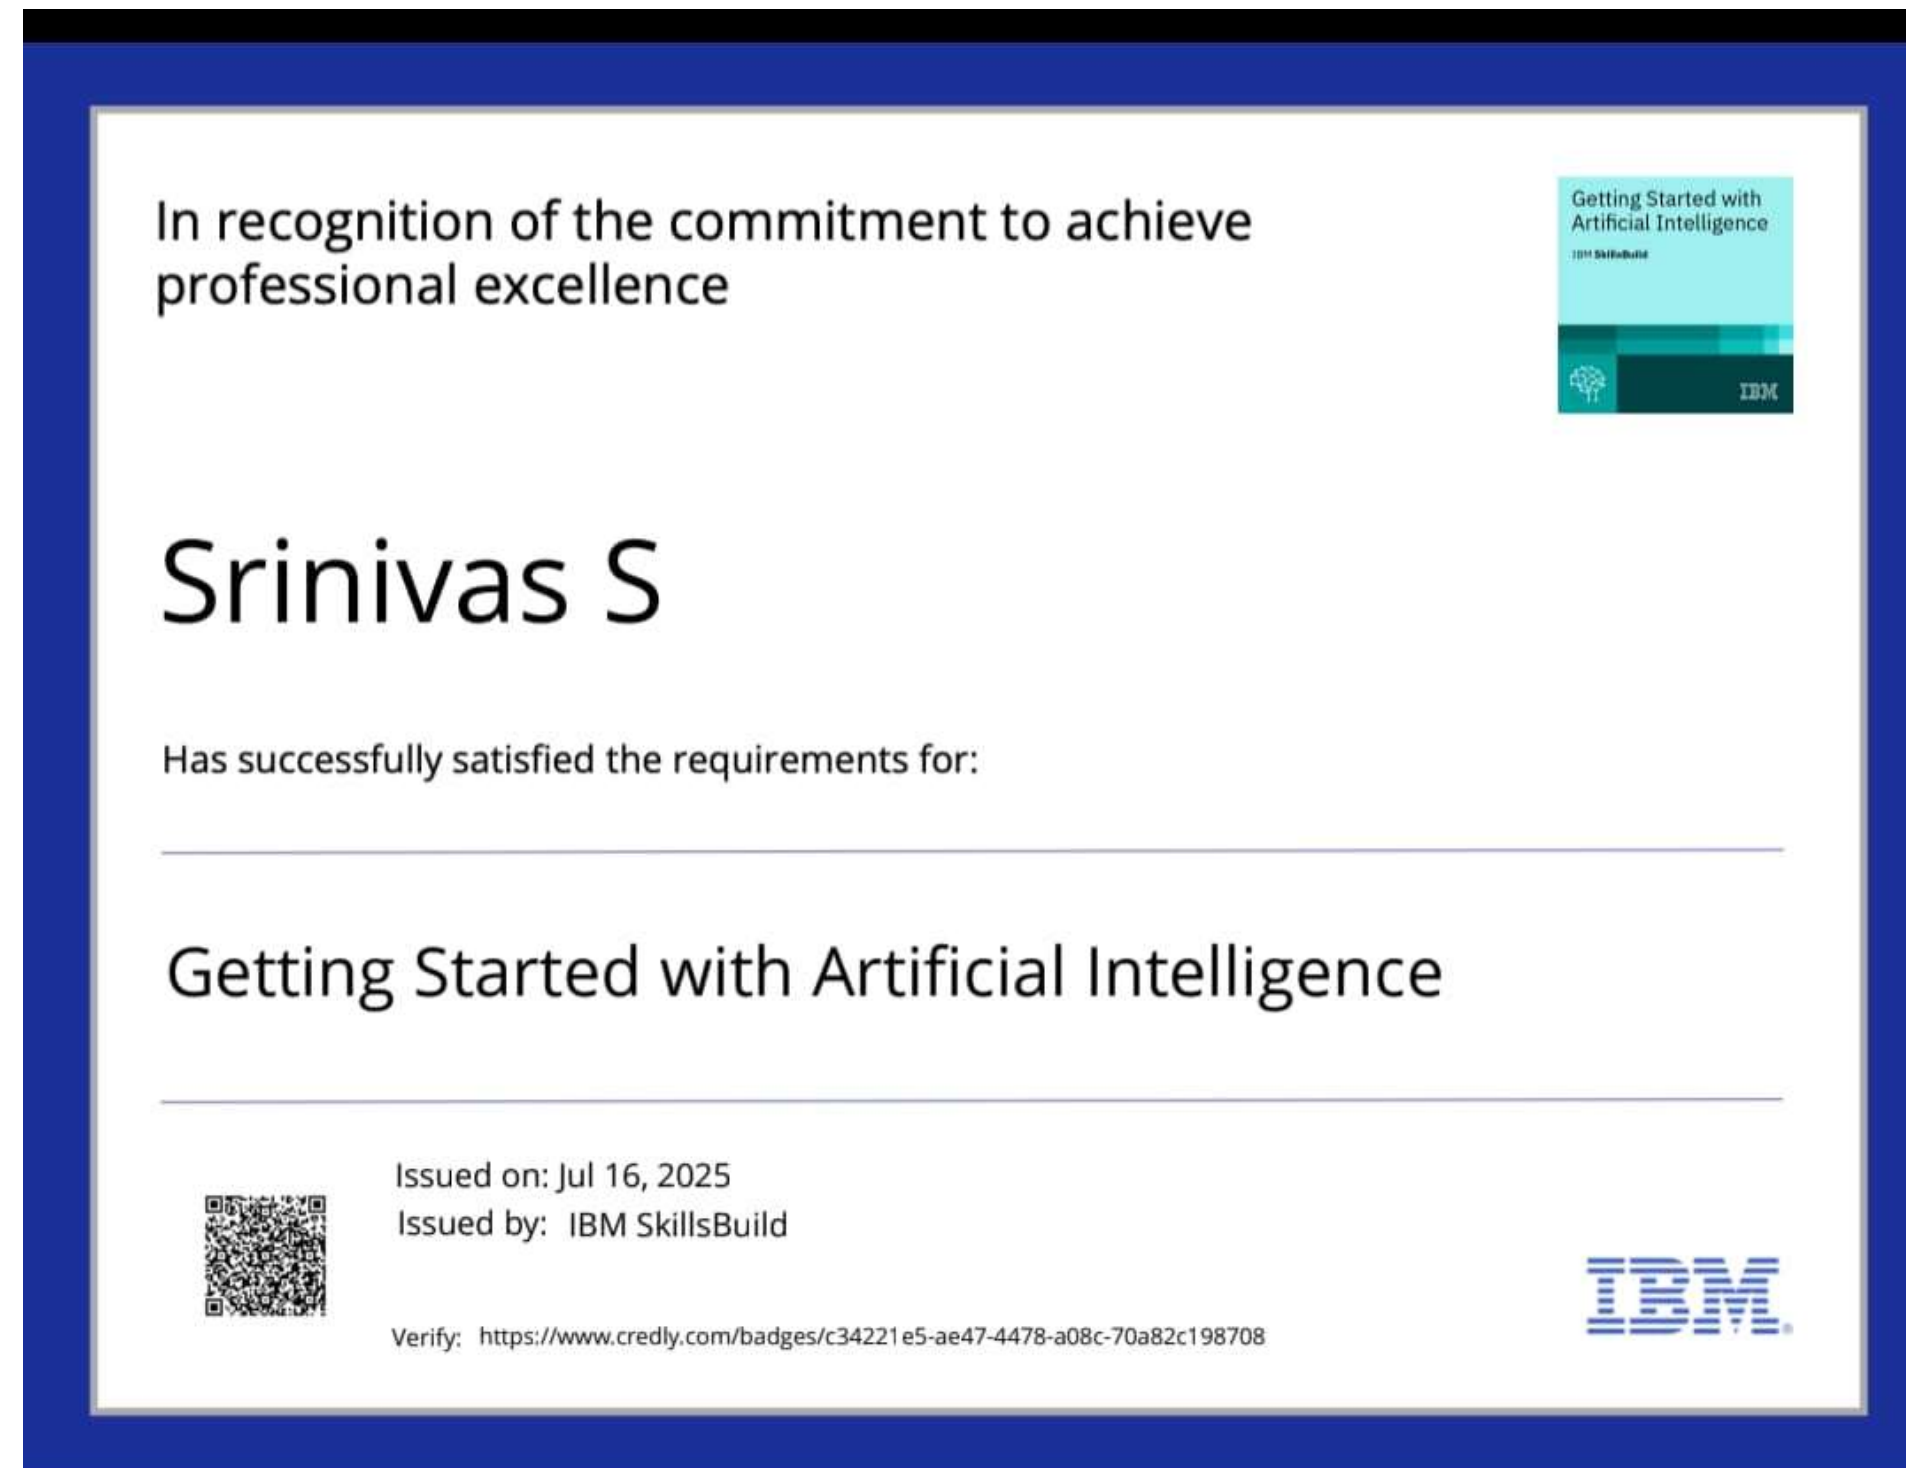 In recognition of the commitment to achieve
professional excellence
Getting Started with
Artificial Intelligence
IBM SkillsBuild
IBM
Srinivas S
Has successfully satisfied the requirements for:
Getting Started with Artificial Intelligence
Issued on: Jul 16, 2025
Issued by: IBM SkillsBuild
Verify: https://www.credly.com/badges/c34221e5-ae47-4478-a08c-70a82c198708
IBM®